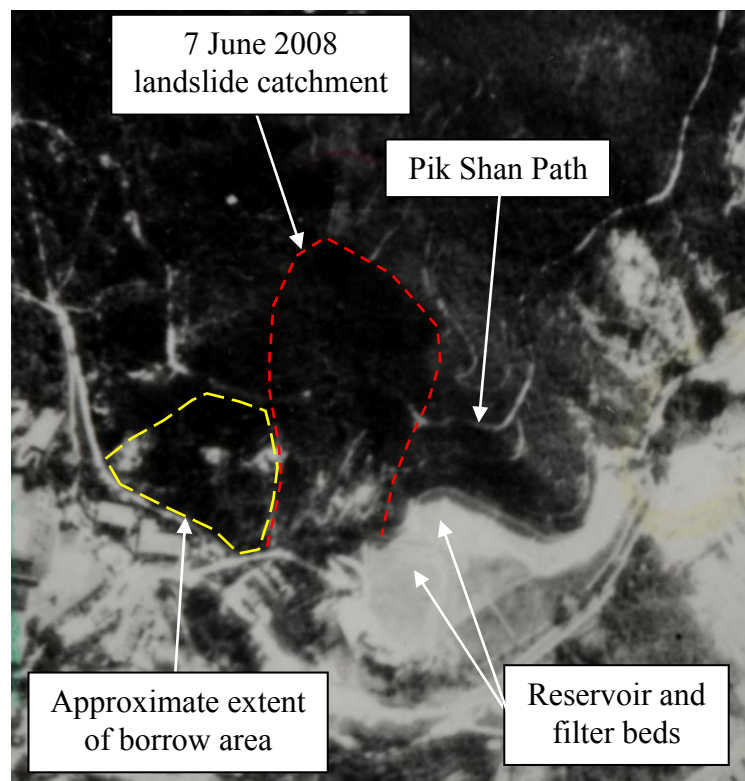 7 June 2008
landslide catchment
Pik Shan Path
Approximate extent
of borrow area
Reservoir and
filter beds